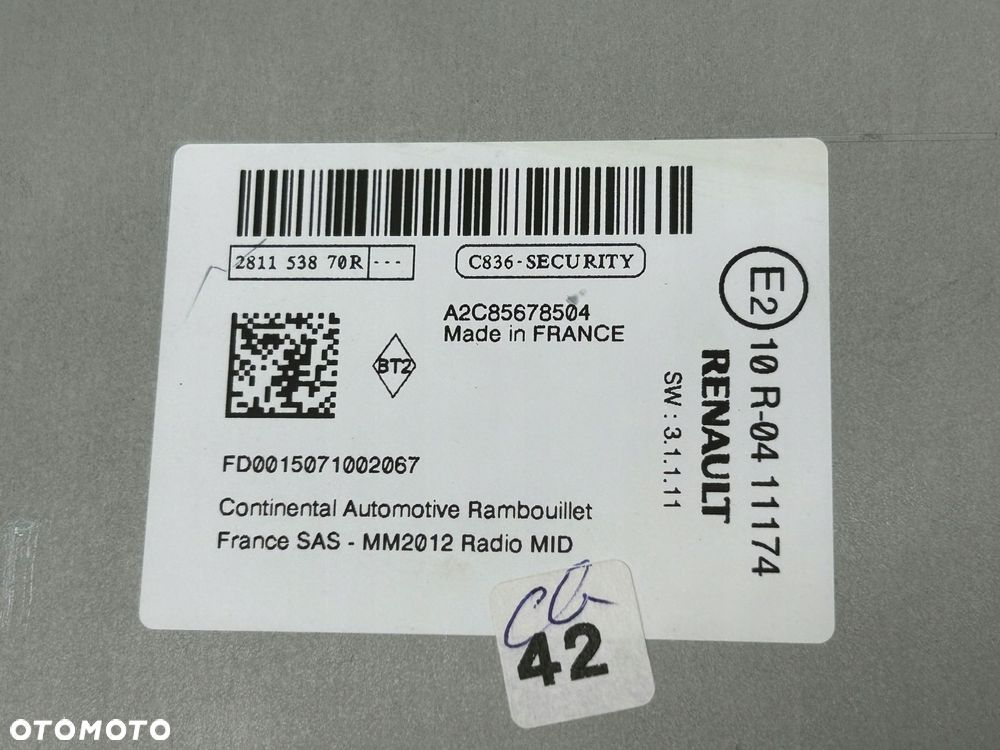 2811 538 70R ---
C836-SECURITY
A2C85678504
Made in FRANCE
BT2
E2
10 R-04 11174
RENAULT
SW : 3.1.1.11
FD0015071002067
Continental Automotive Rambouillet
France SAS - MM2012 Radio MID
42
OTOMOTO